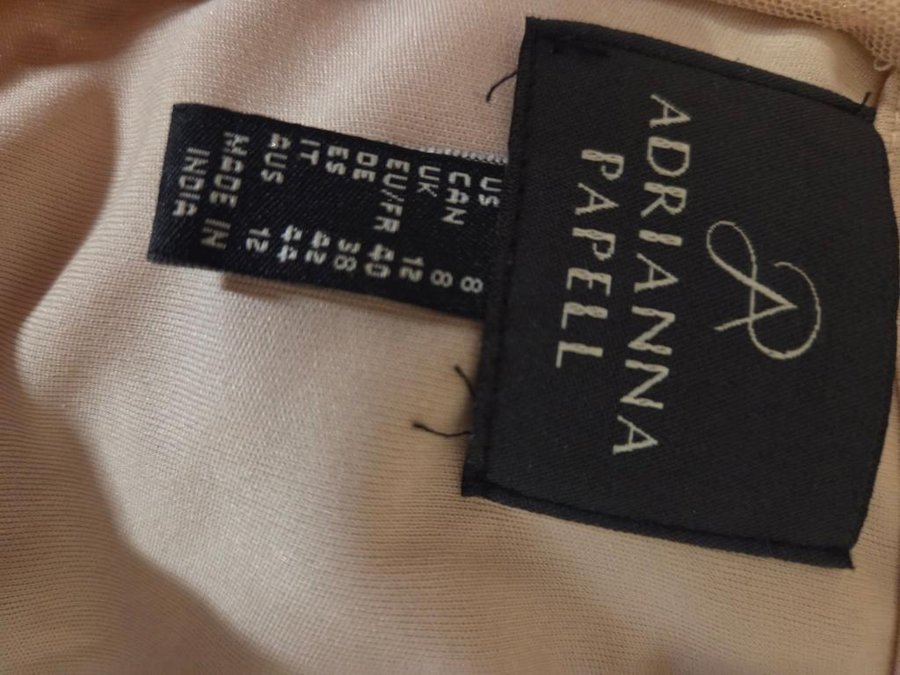 A
ADRIANNA
PAPELL
US 8
CAN 8
UK 12
EU/FR 40
DE 38
ES 42
IT 44
AUS 12
MADE IN
INDIA